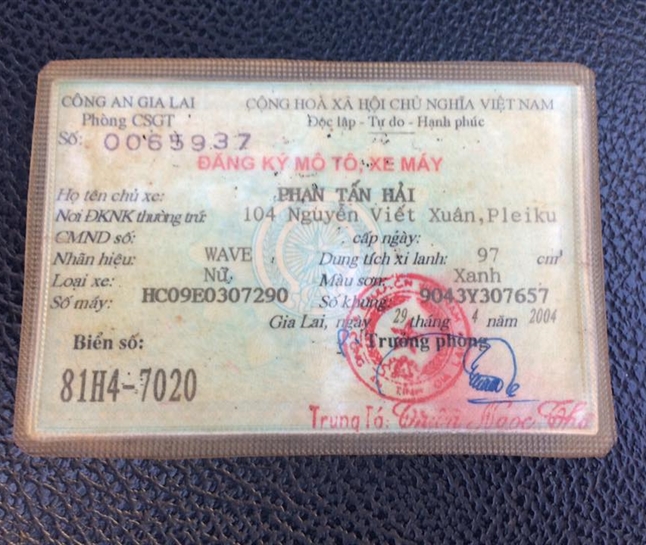 CÔNG AN GIA LAI
Phòng CSGT
CỘNG HOÀ XÃ HỘI CHỦ NGHĨA VIỆT NAM
Độc lập - Tự do - Hạnh phúc
Số: 0065937
ĐĂNG KÝ MÔ TÔ, XE MÁY
Họ tên chủ xe: PHAN TẤN HẢI
Nơi ĐKNK thường trú: 104 Nguyễn Viết Xuân,Pleiku
CMND số: cấp ngày:
Nhãn hiệu: WAVE Dung tích xi lanh: 97 cm³
Loại xe: Nữ Màu sơn: Xanh
Số máy: HC09E0307290 Số khung: 9043Y307657
Gia Lai, ngày 29 tháng 4 năm 2004
Biển số: Trưởng phòng
81H4-7020
Trung Tá: Ngọc